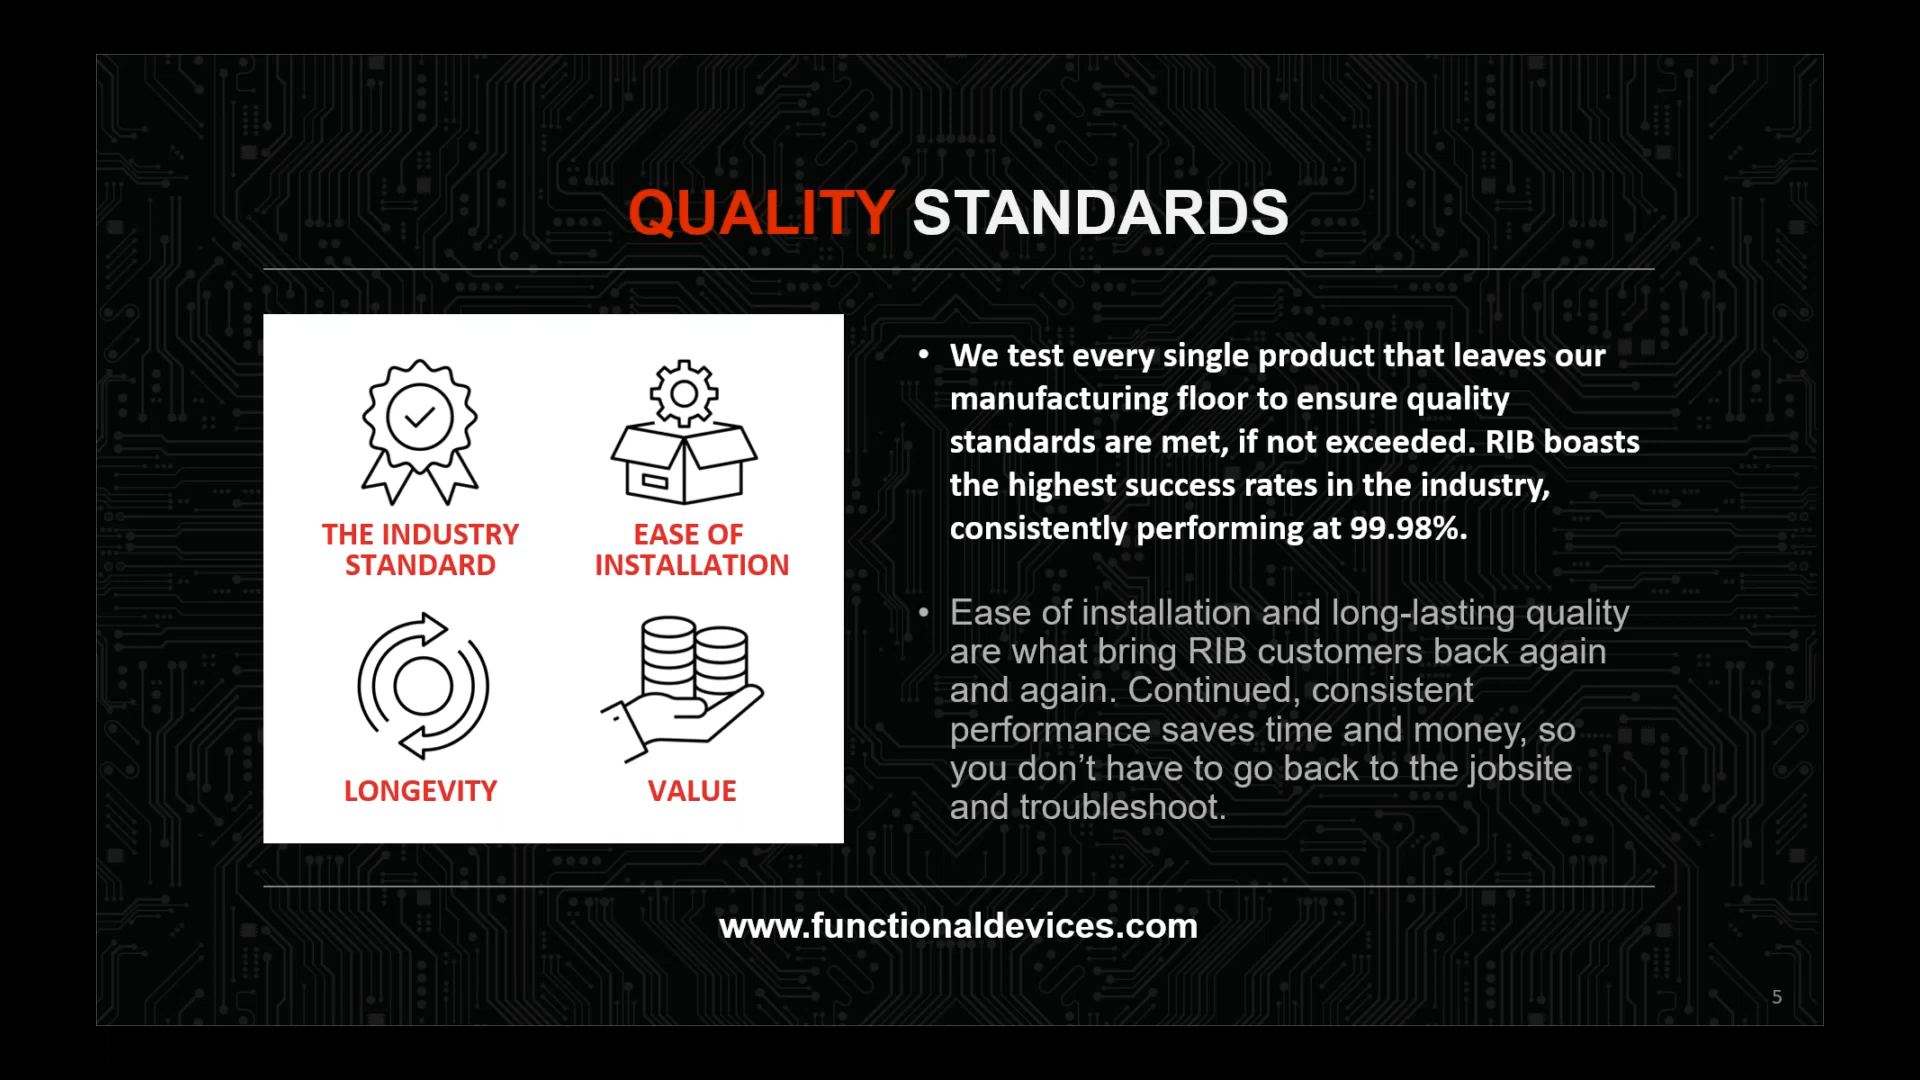 QUALITY STANDARDS
THE INDUSTRY
STANDARD
EASE OF
INSTALLATION
LONGEVITY
VALUE
• We test every single product that leaves our
manufacturing floor to ensure quality
standards are met, if not exceeded. RIB boasts
the highest success rates in the industry,
consistently performing at 99.98%.
• Ease of installation and long-lasting quality
are what bring RIB customers back again
and again. Continued, consistent
performance saves time and money, so
you don’t have to go back to the jobsite
and troubleshoot.
www.functionaldevices.com
5